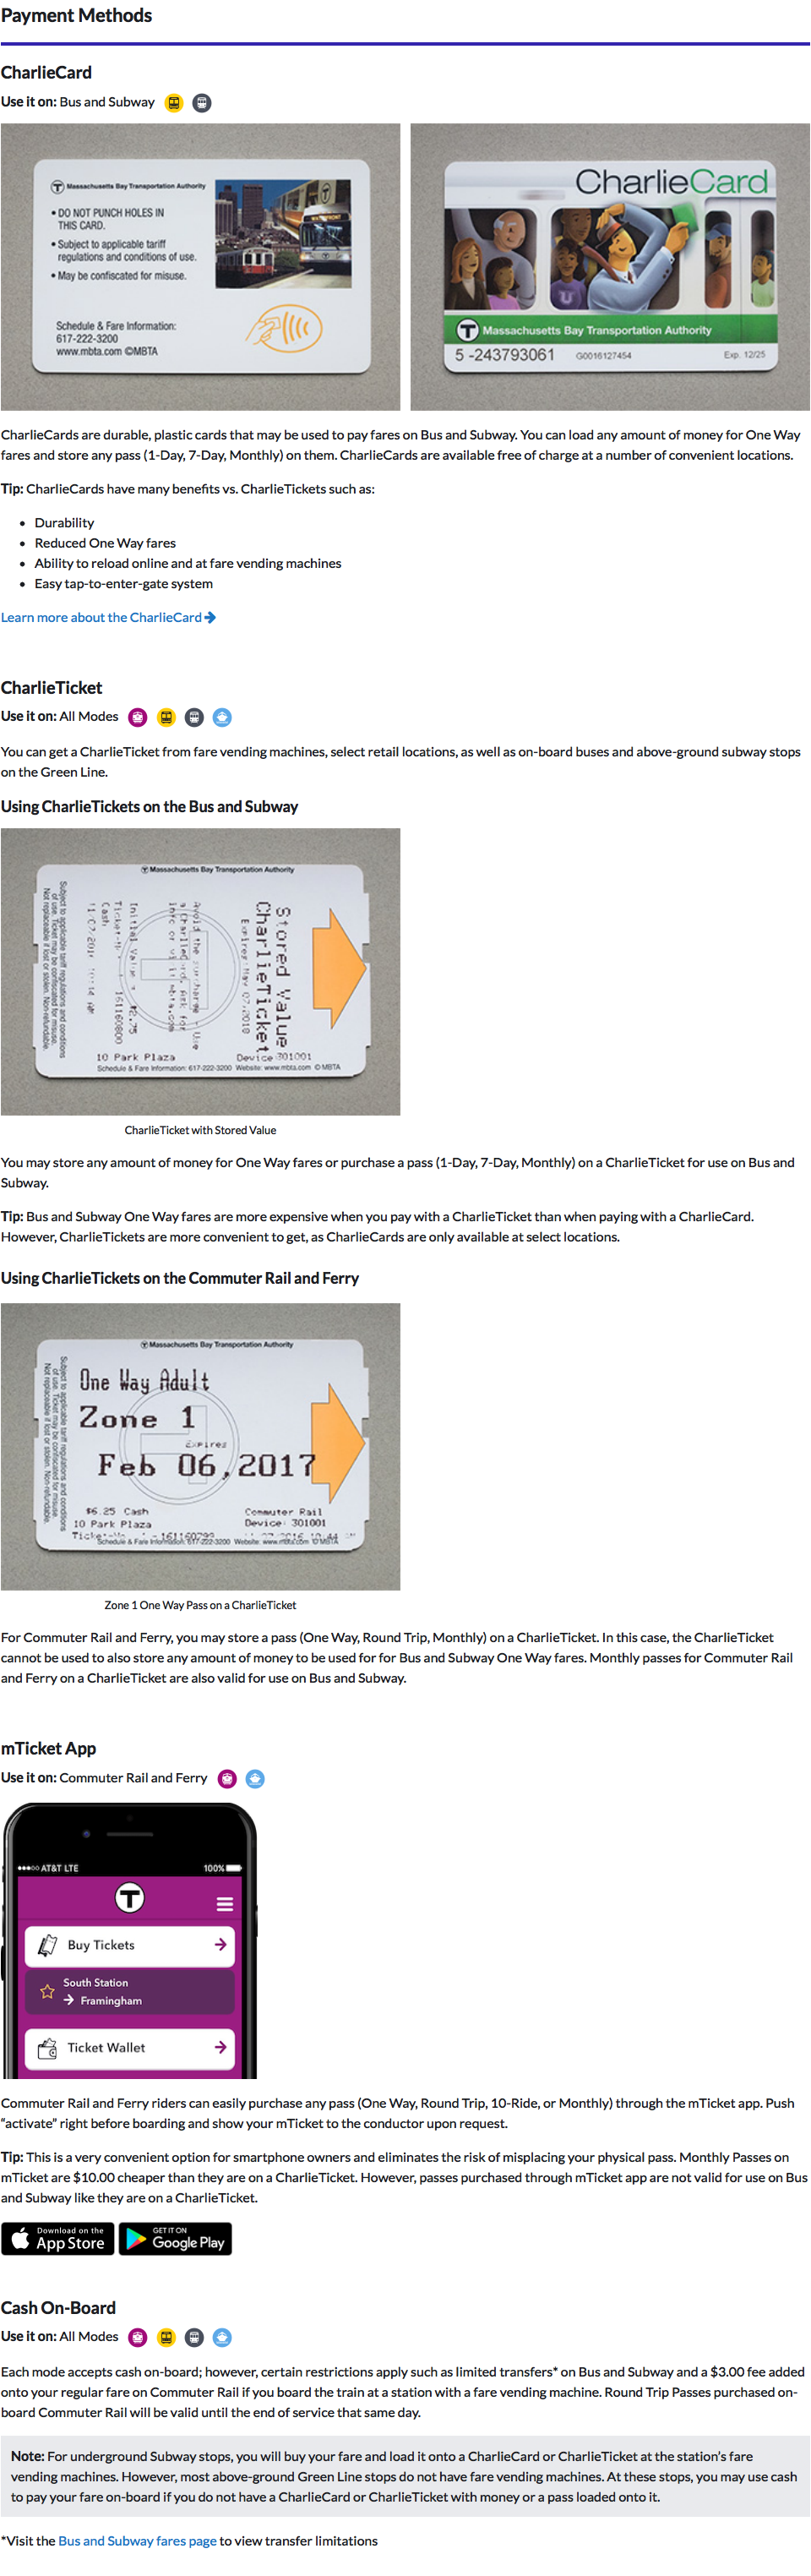 Payment Methods
CharlieCard
Use it on: Bus and Subway
Massachusetts Bay Transportation Authority
• DO NOT PUNCH HOLES IN
THIS CARD.
• Subject to applicable tariff
regulations and conditions of use.
• May be confiscated for misuse.
Schedule & Fare Information:
617-222-3200
www.mbta.com ©MBTA
CharlieCard
T Massachusetts Bay Transportation Authority
5 -243793061 G0016127454 Exp. 12/25
CharlieCards are durable, plastic cards that may be used to pay fares on Bus and Subway. You can load any amount of money for One Way
fares and store any pass (1-Day, 7-Day, Monthly) on them. CharlieCards are available free of charge at a number of convenient locations.
Tip: CharlieCards have many benefits vs. CharlieTickets such as:
• Durability
• Reduced One Way fares
• Ability to reload online and at fare vending machines
• Easy tap-to-enter-gate system
Learn more about the CharlieCard
CharlieTicket
Use it on: All Modes
You can get a CharlieTicket from fare vending machines, select retail locations, as well as on-board buses and above-ground subway stops
on the Green Line.
Using CharlieTickets on the Bus and Subway
Massachusetts Bay Transportation Authority
Stored Value
CharlieTicket
Expires: May 07,2018
Avoid the surcharge - Use
Initial Value = $2.75
161160800
Cash
Subject to applicable tariff regulations and conditions
of use. Ticket may be confiscated for misuse.
Not replaceable if lost or stolen. Non-refundable.
10 Park Plaza Device 301001
Schedule & Fare Information: 617-222-3200 Website: www.mbta.com © MBTA
CharlieTicket with Stored Value
You may store any amount of money for One Way fares or purchase a pass (1-Day, 7-Day, Monthly) on a CharlieTicket for use on Bus and
Subway.
Tip: Bus and Subway One Way fares are more expensive when you pay with a CharlieTicket than when paying with a CharlieCard.
However, CharlieTickets are more convenient to get, as CharlieCards are only available at select locations.
Using CharlieTickets on the Commuter Rail and Ferry
Massachusetts Bay Transportation Authority
One Way Adult
Zone 1
Expires
Feb 06,2017
Subject to applicable tariff regulations and conditions
of use. Ticket may be confiscated for misuse.
Not replaceable if lost or stolen. Non-refundable.
$6.25 Cash Commuter Rail
10 Park Plaza Device: 301001
Schedule & Fare Information: 617-222-3200 Website: www.mbta.com © MBTA
Zone 1 One Way Pass on a CharlieTicket
For Commuter Rail and Ferry, you may store a pass (One Way, Round Trip, Monthly) on a CharlieTicket. In this case, the CharlieTicket
cannot be used to also store any amount of money to be used for for Bus and Subway One Way fares. Monthly passes for Commuter Rail
and Ferry on a CharlieTicket are also valid for use on Bus and Subway.
mTicket App
Use it on: Commuter Rail and Ferry
AT&T LTE 100%
T
Buy Tickets
South Station
Framingham
Ticket Wallet
Commuter Rail and Ferry riders can easily purchase any pass (One Way, Round Trip, 10-Ride, or Monthly) through the mTicket app. Push
“activate” right before boarding and show your mTicket to the conductor upon request.
Tip: This is a very convenient option for smartphone owners and eliminates the risk of misplacing your physical pass. Monthly Passes on
mTicket are $10.00 cheaper than they are on a CharlieTicket. However, passes purchased through mTicket app are not valid for use on Bus
and Subway like they are on a CharlieTicket.
Download on the
App Store
GET IT ON
Google Play
Cash On-Board
Use it on: All Modes
Each mode accepts cash on-board; however, certain restrictions apply such as limited transfers* on Bus and Subway and a $3.00 fee added
onto your regular fare on Commuter Rail if you board the train at a station with a fare vending machine. Round Trip Passes purchased on-
board Commuter Rail will be valid until the end of service that same day.
Note: For underground Subway stops, you will buy your fare and load it onto a CharlieCard or CharlieTicket at the station’s fare
vending machines. However, most above-ground Green Line stops do not have fare vending machines. At these stops, you may use cash
to pay your fare on-board if you do not have a CharlieCard or CharlieTicket with money or a pass loaded onto it.
*Visit the Bus and Subway fares page to view transfer limitations